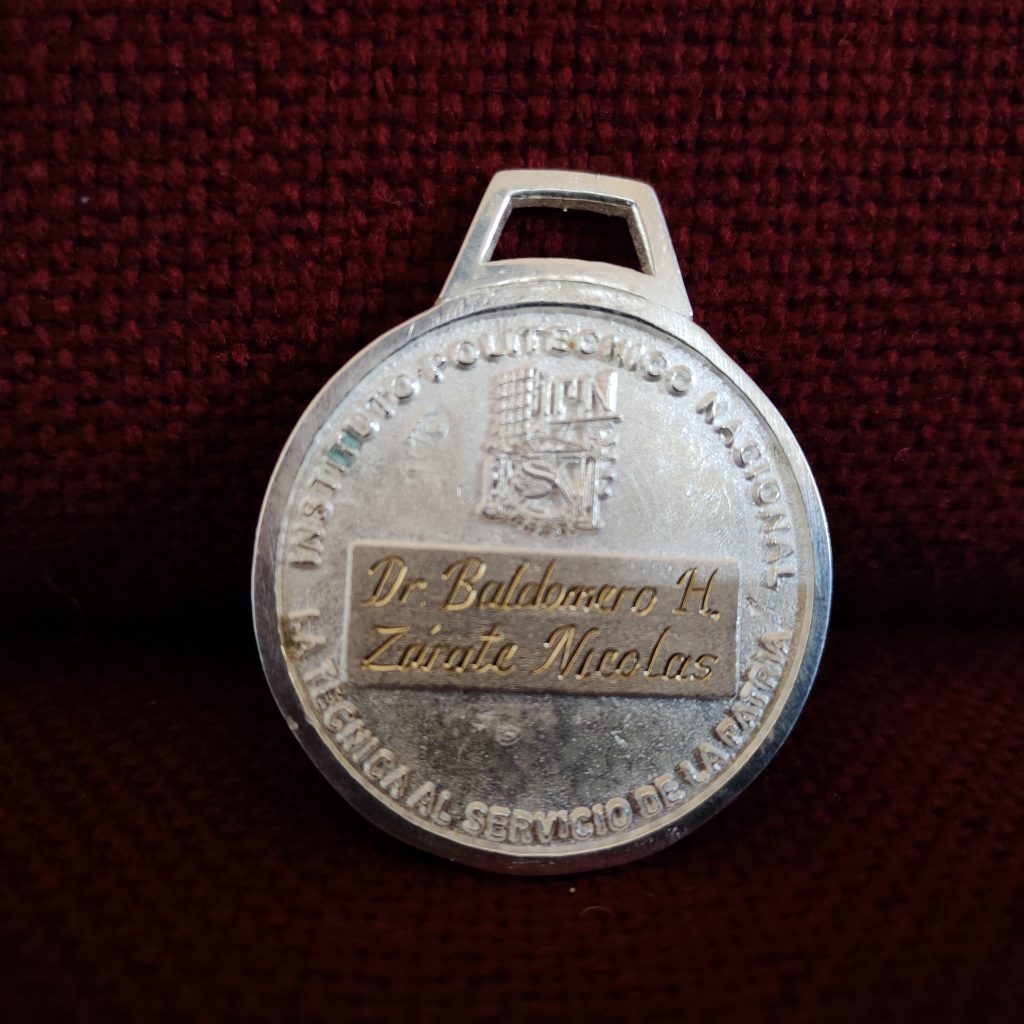 INSTITUTO POLITECNICO NACIONAL
IPN
Dr. Baldomero H.
Zárate Nicolas
LA TECNICA AL SERVICIO DE LA PATRIA